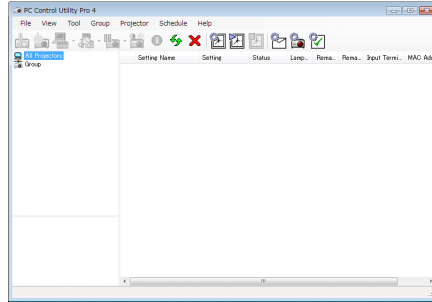 PC Control Utility Pro 4
File View Tool Group Projector Schedule Help
All Projectors
Group
Setting Name Setting Status Lamp... Rema... Rema... Input Termi... MAC Add